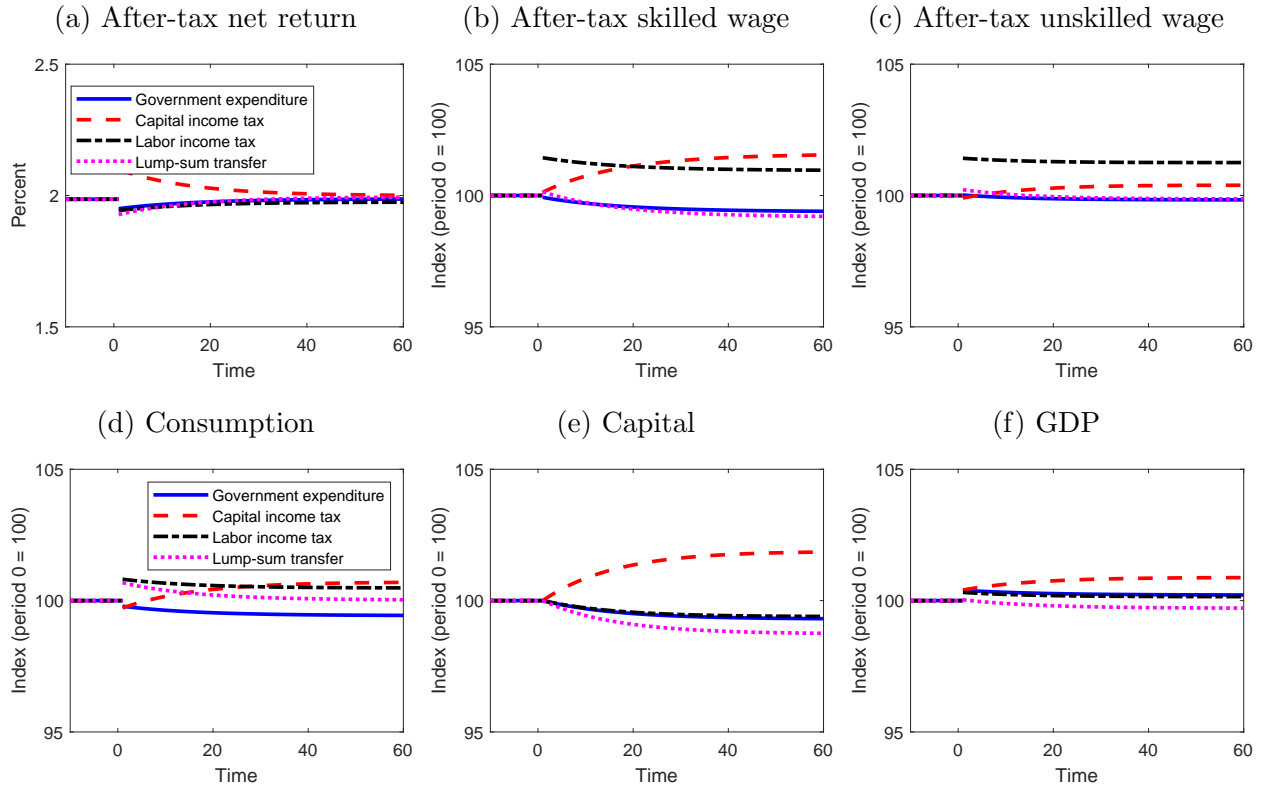 (a) After-tax net return
(b) After-tax skilled wage
(c) After-tax unskilled wage
2.5
2
1.5
Percent
Government expenditure
Capital income tax
Labor income tax
Lump-sum transfer
0 20 40 60
Time
105
100
95
Index (period 0 = 100)
0 20 40 60
Time
105
100
95
Index (period 0 = 100)
0 20 40 60
Time
(d) Consumption
(e) Capital
(f) GDP
105
100
95
Index (period 0 = 100)
Government expenditure
Capital income tax
Labor income tax
Lump-sum transfer
0 20 40 60
Time
105
100
95
Index (period 0 = 100)
0 20 40 60
Time
105
100
95
Index (period 0 = 100)
0 20 40 60
Time